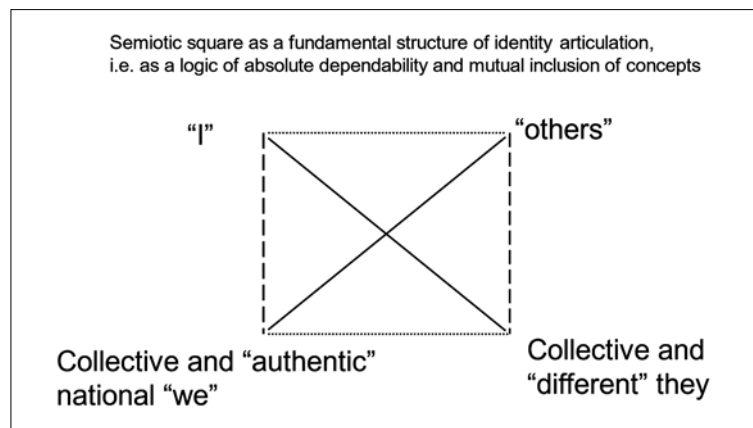 Semiotic square as a fundamental structure of identity articulation,
i.e. as a logic of absolute dependability and mutual inclusion of concepts
“I”
“others”
Collective and “authentic”
national “we”
Collective and
“different” they